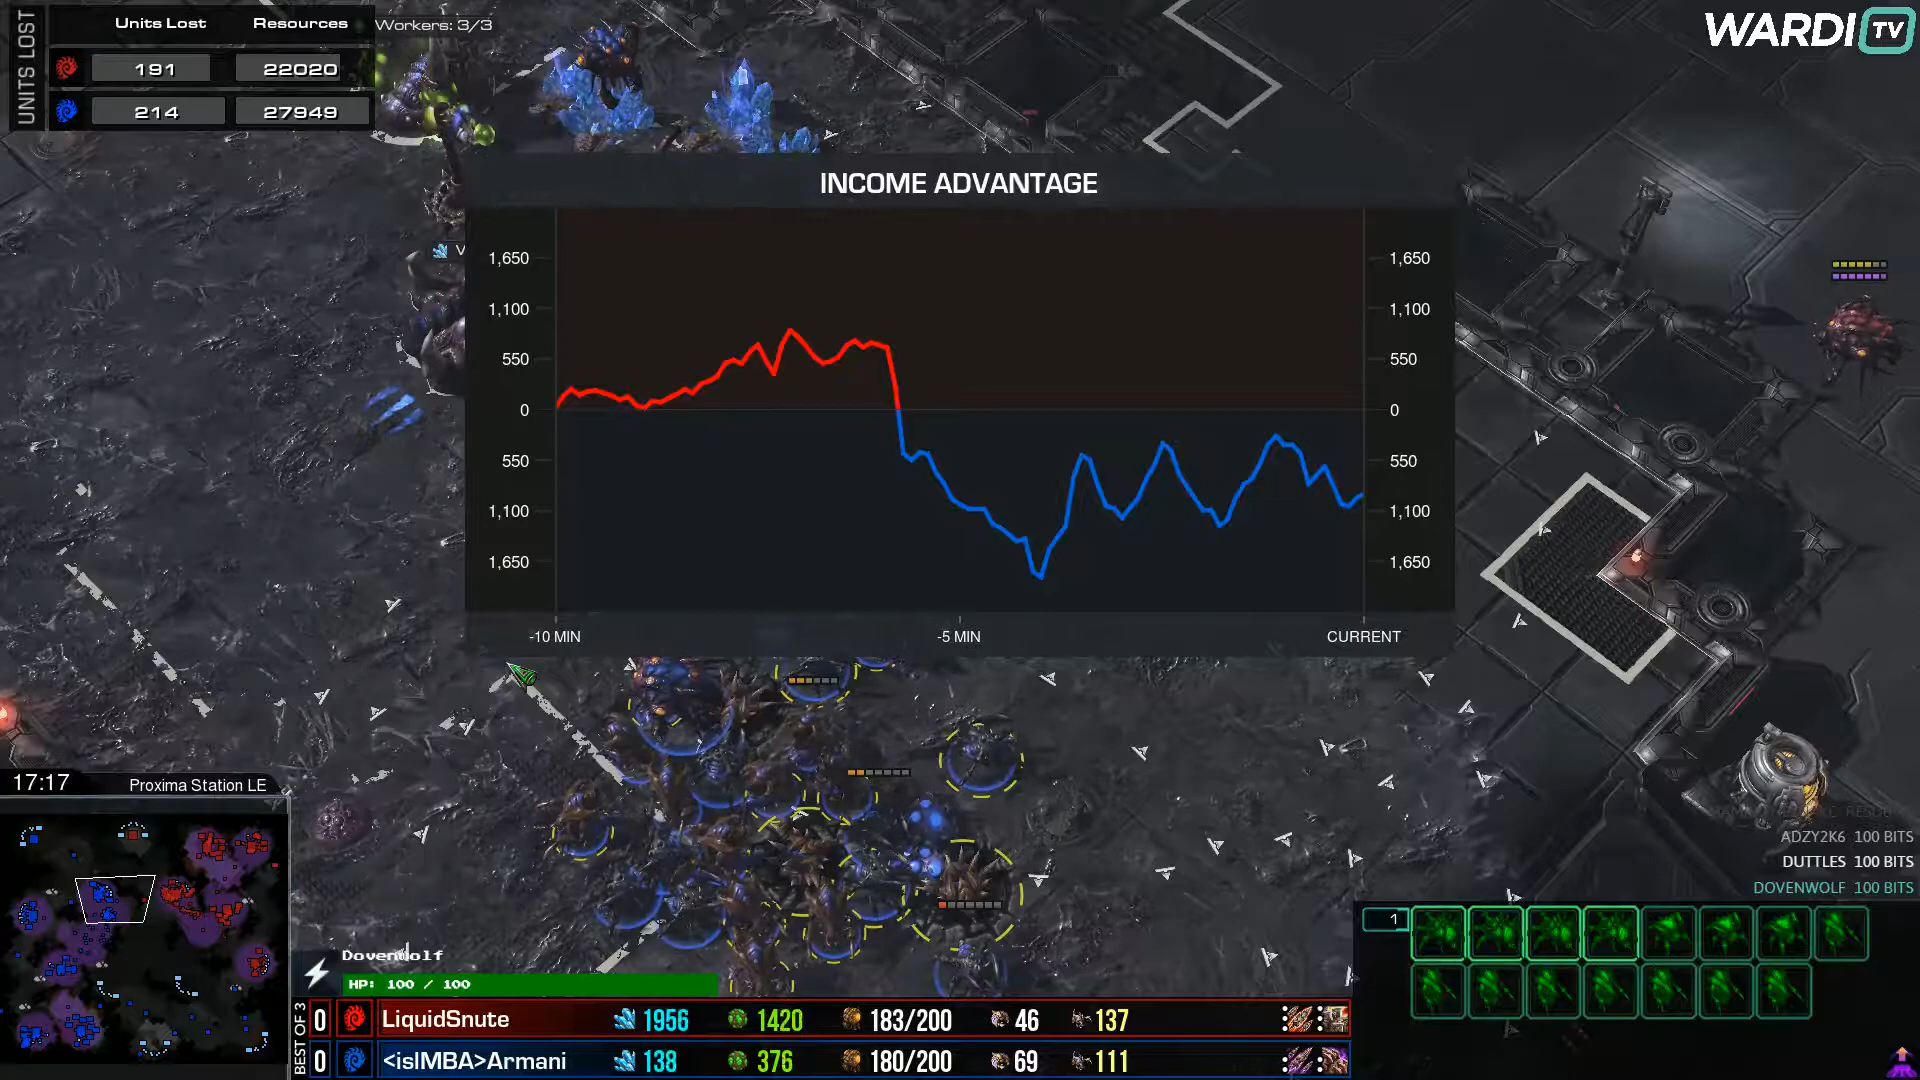 UNITS LOST
Units Lost Resources
191 22020
214 27949
Workers: 3/3
WARDI TV
INCOME ADVANTAGE
1,650 1,650
1,100 1,100
550 550
0 0
550 550
1,100 1,100
1,650 1,650
-10 MIN -5 MIN CURRENT
V
17:17 Proxima Station LE
ADZY2K6 100 BITS
DUTTLES 100 BITS
DOVENWOLF 100 BITS
1
Dovenwolf
HP: 100 / 100
BEST OF 3
0 LiquidSnute 1956 1420 183/200 46 137
0 <isIMBA>Armani 138 376 180/200 69 111